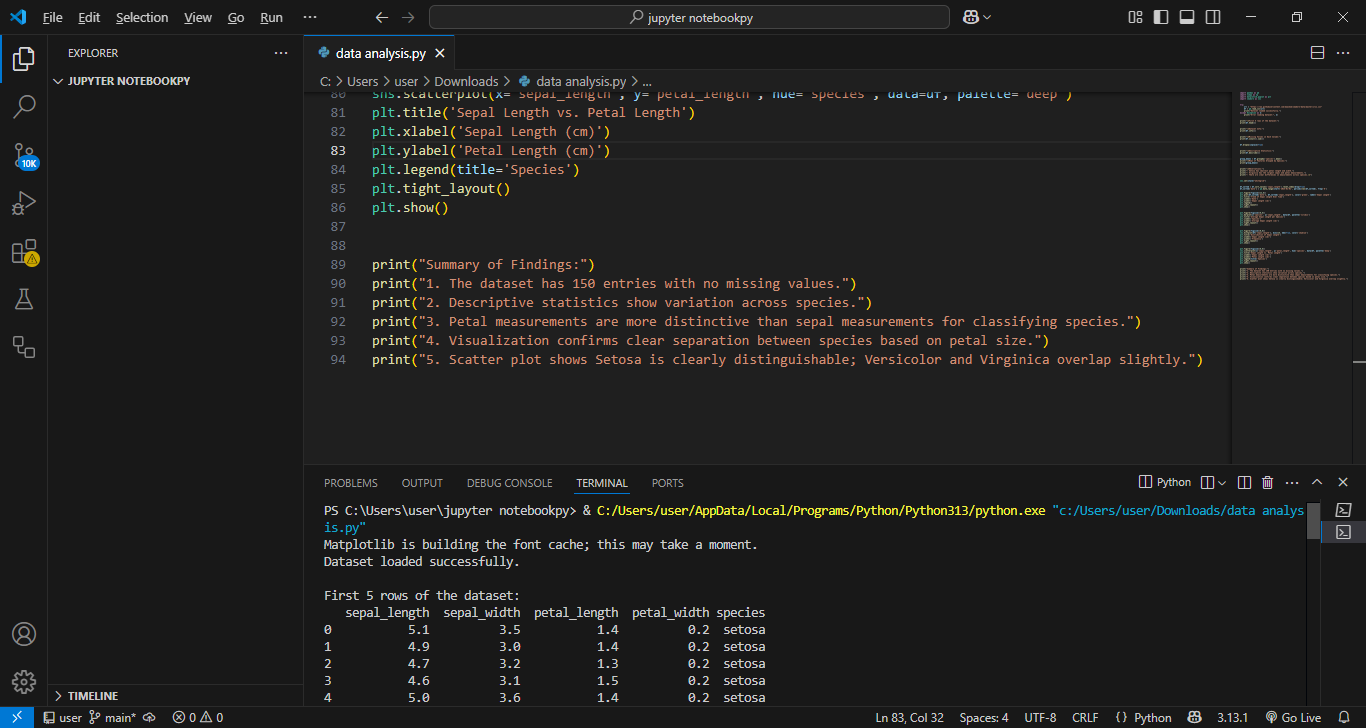 File Edit Selection View Go Run ··· jupyter notebookpy
EXPLORER
JUPYTER NOTEBOOKPY
10K
TIMELINE
data analysis.py
C: > Users > user > Downloads > data analysis.py > ...
80 sns.scatterplot(x='sepal_length', y='petal_length', hue='species', data=df, palette='deep')
81 plt.title('Sepal Length vs. Petal Length')
82 plt.xlabel('Sepal Length (cm)')
83 plt.ylabel('Petal Length (cm)')
84 plt.legend(title='Species')
85 plt.tight_layout()
86 plt.show()
87
88
89 print("Summary of Findings:")
90 print("1. The dataset has 150 entries with no missing values.")
91 print("2. Descriptive statistics show variation across species.")
92 print("3. Petal measurements are more distinctive than sepal measurements for classifying species.")
93 print("4. Visualization confirms clear separation between species based on petal size.")
94 print("5. Scatter plot shows Setosa is clearly distinguishable; Versicolor and Virginica overlap slightly.")
PROBLEMS OUTPUT DEBUG CONSOLE TERMINAL PORTS Python
PS C:\Users\user\jupyter notebookpy> & C:/Users/user/AppData/Local/Programs/Python/Python313/python.exe "c:/Users/user/Downloads/data analys
is.py"
Matplotlib is building the font cache; this may take a moment.
Dataset loaded successfully.
First 5 rows of the dataset:
sepal_length sepal_width petal_length petal_width species
0 5.1 3.5 1.4 0.2 setosa
1 4.9 3.0 1.4 0.2 setosa
2 4.7 3.2 1.3 0.2 setosa
3 4.6 3.1 1.5 0.2 setosa
4 5.0 3.6 1.4 0.2 setosa
user main* 0 0 Ln 83, Col 32 Spaces: 4 UTF-8 CRLF {} Python 3.13.1 Go Live